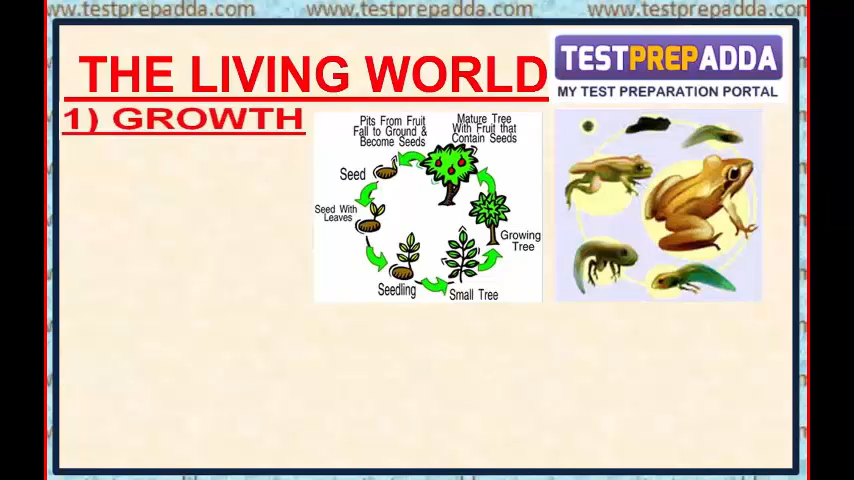 www.testprepadda.com www.testprepadda.com www.testprepadda.com
THE LIVING WORLD
TESTPREPADDA
MY TEST PREPARATION PORTAL
1) GROWTH
Pits From Fruit
Fall to Ground &
Become Seeds
Mature Tree
With Fruit that
Contain Seeds
Seed
Seed With
Leaves
Growing
Tree
Seedling
Small Tree